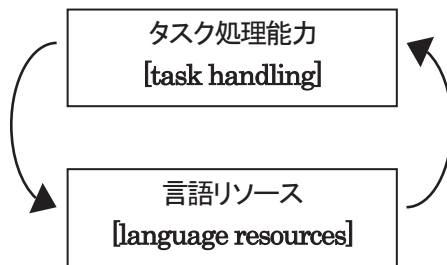 タスク処理能力
[task handling]
言語リソース
[language resources]